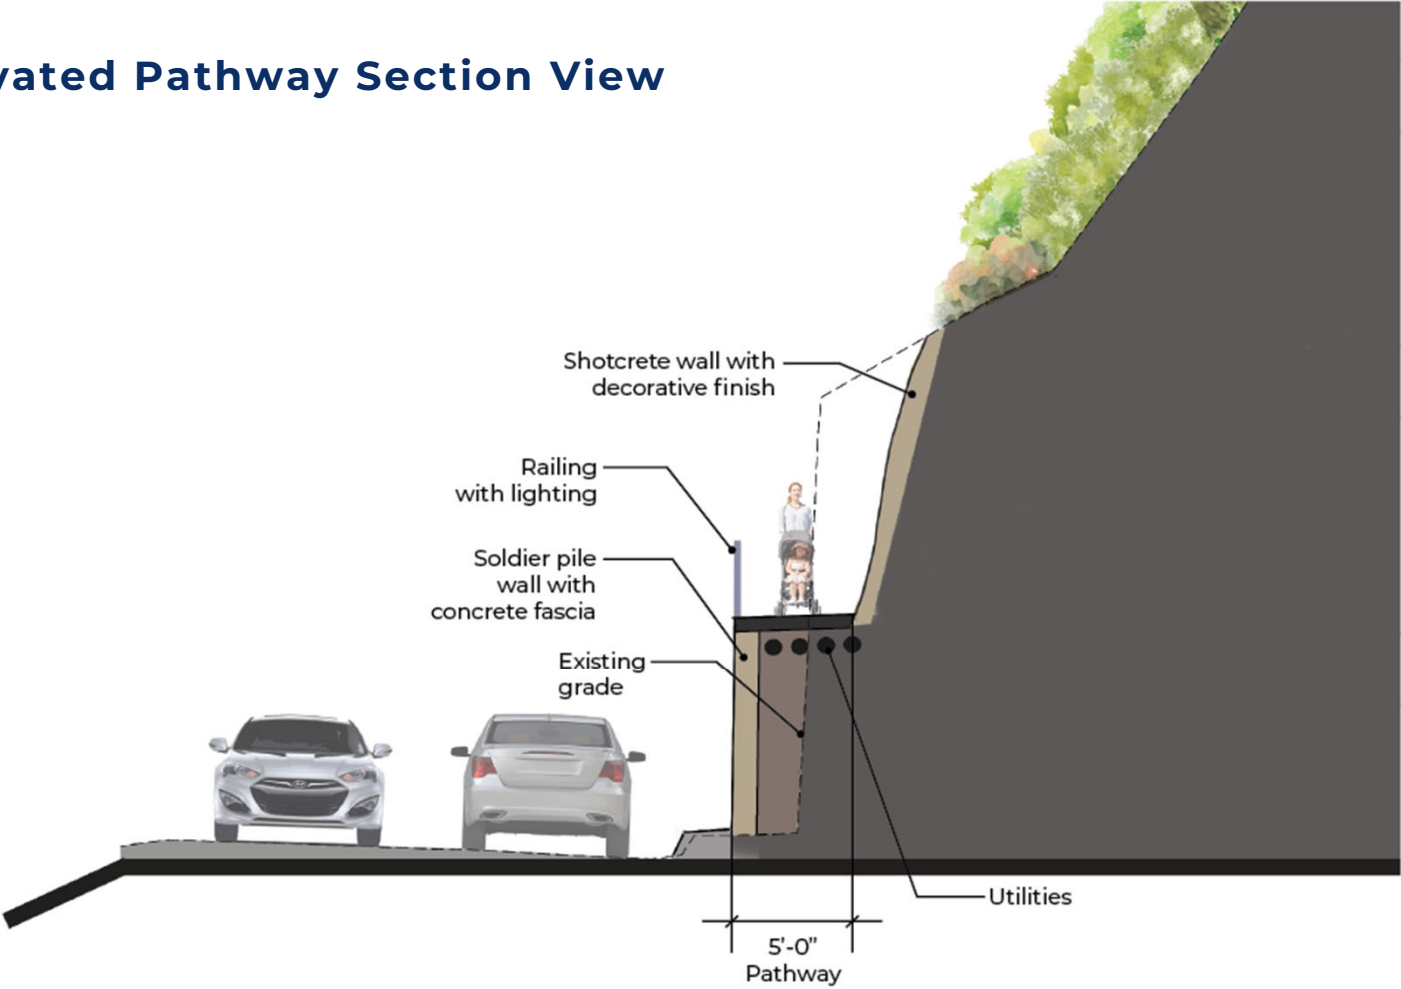 vated Pathway Section View
Shotcrete wall with
decorative finish
Railing
with lighting
Soldier pile
wall with
concrete fascia
Existing
grade
Utilities
5'-0”
Pathway